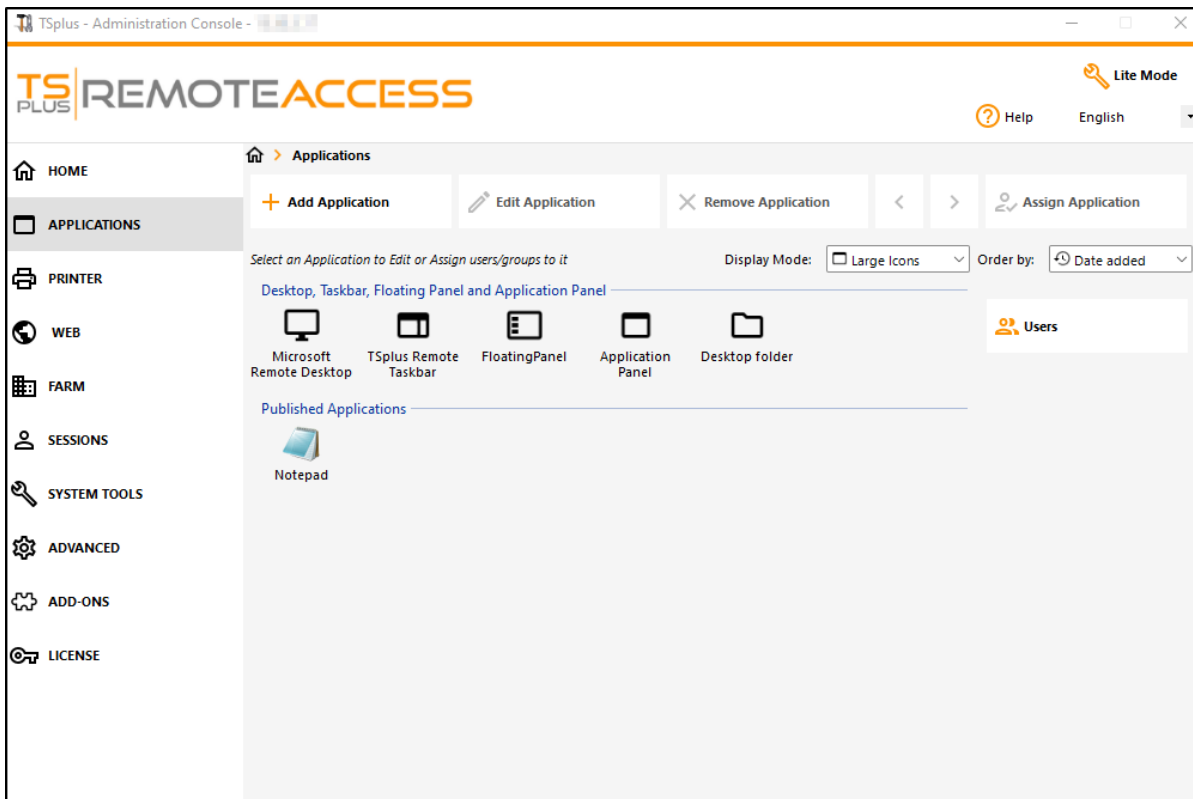 TSplus - Administration Console -
TS PLUS REMOTEACCESS
Lite Mode
Help
English
HOME
APPLICATIONS
PRINTER
WEB
FARM
SESSIONS
SYSTEM TOOLS
ADVANCED
ADD-ONS
LICENSE
> Applications
Add Application
Edit Application
Remove Application
<
>
Assign Application
Select an Application to Edit or Assign users/groups to it
Display Mode:
Large Icons
Order by:
Date added
Desktop, Taskbar, Floating Panel and Application Panel
Microsoft
Remote Desktop
TSplus Remote
Taskbar
FloatingPanel
Application
Panel
Desktop folder
Users
Published Applications
Notepad